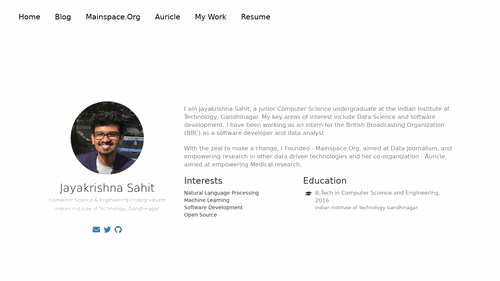 Home Blog Mainspace.Org Auricle My Work Resume
I am Jayakrishna Sahit, a junior Computer Science undergraduate at the Indian Institute of
Technology, Gandhinagar. My key areas of interest include Data Science and software
development. I have been working as an intern for the British Broadcasting Organization
(BBC) as a software developer and data analyst
With the zeal to make a change, I Founded - Mainspace.Org, aimed at Data Journalism, and
empowering research in other data driven technologies and her co-organization - Auricle,
aimed at empowering Medical research.
Jayakrishna Sahit
Computer Science & Engineering Undergraduate
Indian Institute of Technology, Gandhinagar
Interests
Natural Language Processing
Machine Learning
Software Development
Open Source
Education
B.Tech in Computer Science and Engineering,
2016
Indian Institute of Technology Gandhinagar